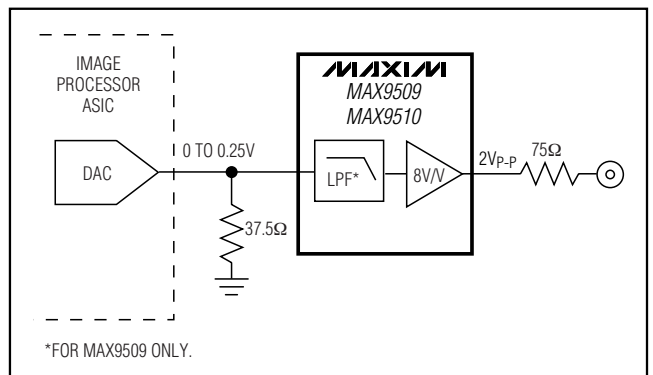 IMAGE
PROCESSOR
ASIC
DAC
0 TO 0.25V
37.5Ω
MAXIM
MAX9509
MAX9510
LPF*
8V/V
2VP-P
75Ω
*FOR MAX9509 ONLY.